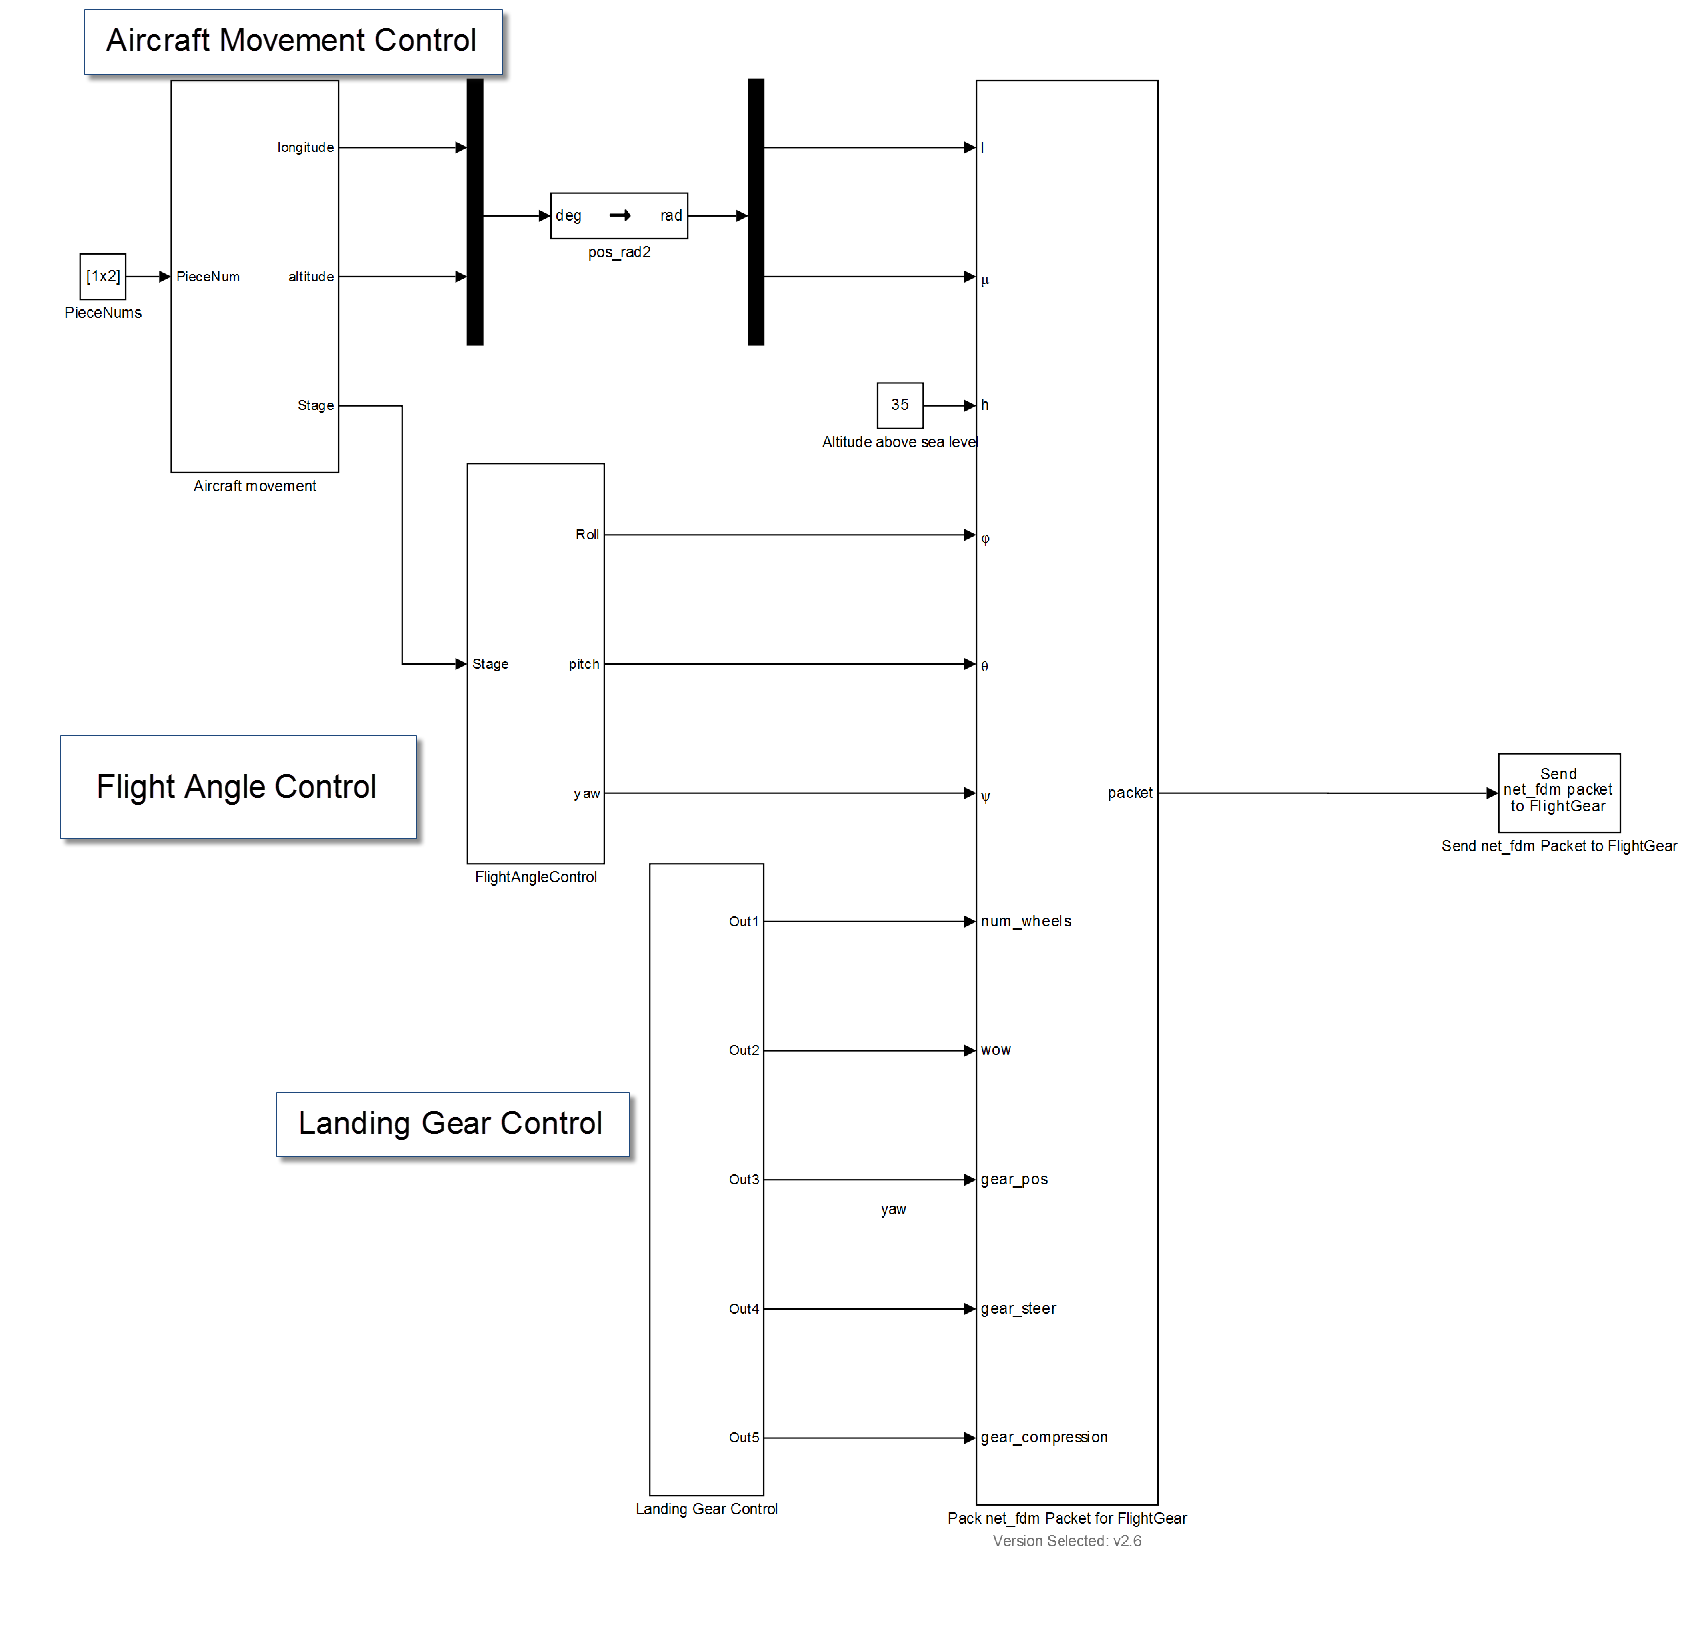 Aircraft Movement Control
longitude
l
deg → rad
pos_rad2
[1x2]
PieceNum
altitude
μ
PieceNums
Stage
35
h
Altitude above sea level
Aircraft movement
Roll
φ
Stage
pitch
θ
Flight Angle Control
yaw
ψ
packet
Send
net_fdm packet
to FlightGear
Send net_fdm Packet to FlightGear
FlightAngleControl
Out1
num_wheels
Out2
wow
Landing Gear Control
Out3
gear_pos
yaw
Out4
gear_steer
Out5
gear_compression
Landing Gear Control
Pack net_fdm Packet for FlightGear
Version Selected: v2.6